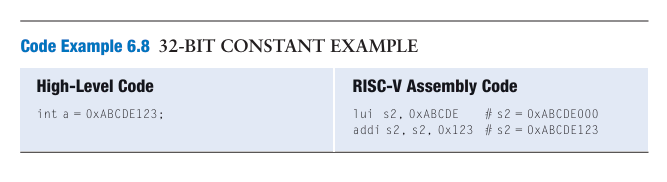 Code Example 6.8 32-BIT CONSTANT EXAMPLE
High-Level Code
int a = 0xABCDE123;
RISC-V Assembly Code
lui s2, 0xABCDE # s2 = 0xABCDE000
addi s2, s2, 0x123 # s2 = 0xABCDE123